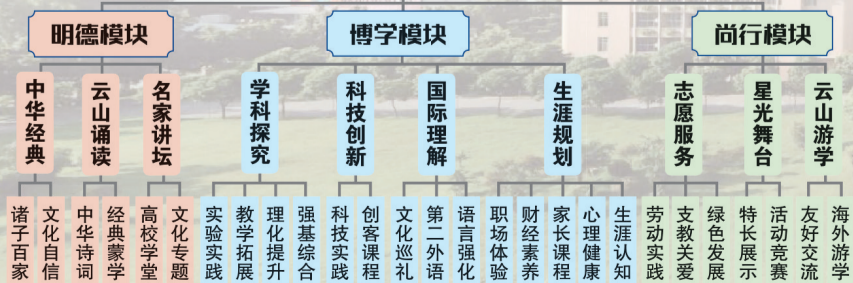 明德模块
博学模块
尚行模块
中华经典
云山诵读
名家讲坛
学科探究
科技创新
国际理解
生涯规划
志愿服务
星光舞台
云山游学
诸子百家
文化自信
中华诗词
经典蒙学
高校学堂
文化专题
实验实践
教学拓展
理化提升
强基综合
科技实践
创客课程
文化巡礼
第二外语
语言强化
职场体验
财经素养
家长课程
心理健康
生涯认知
劳动实践
支教关爱
绿色发展
特长展示
活动竞赛
友好交流
海外游学